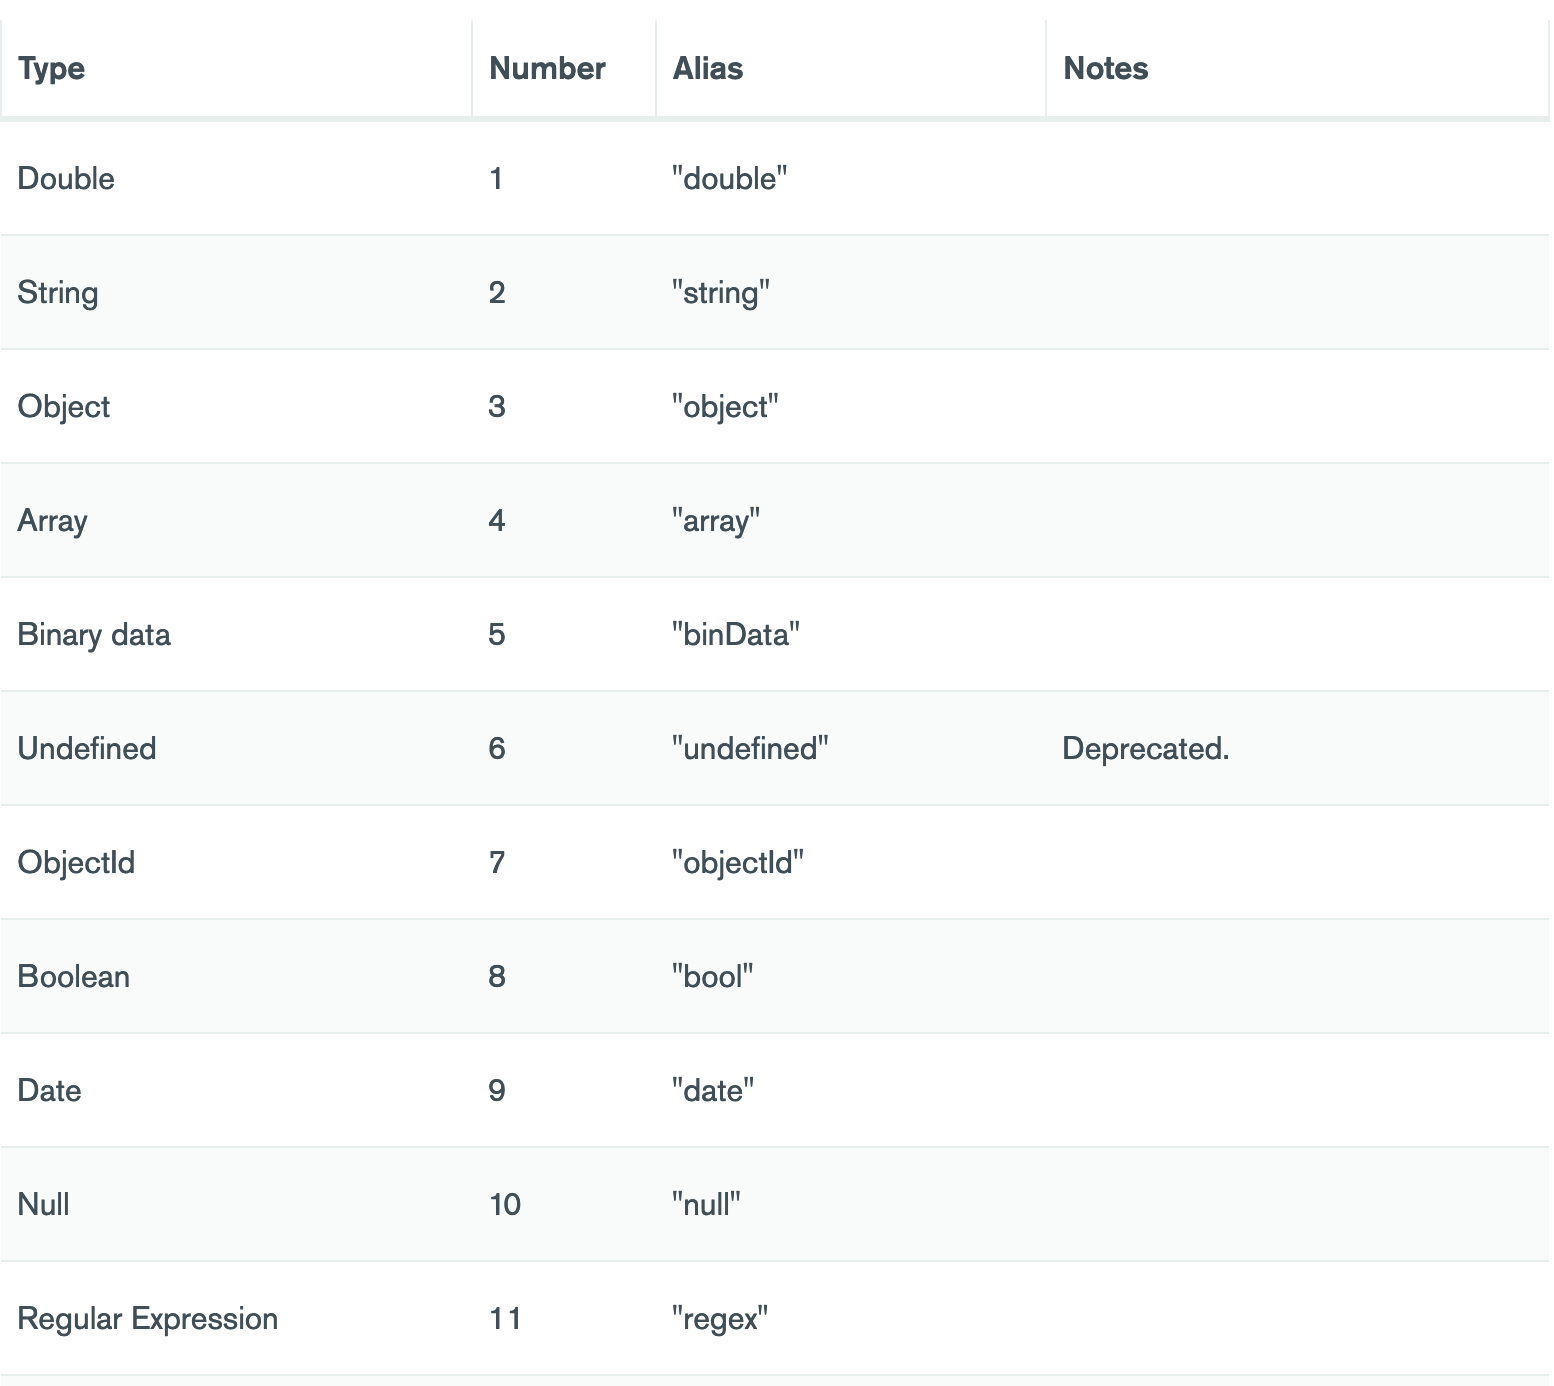 Type Number Alias Notes
Double 1 "double"
String 2 "string"
Object 3 "object"
Array 4 "array"
Binary data 5 "binData"
Undefined 6 "undefined" Deprecated.
ObjectId 7 "objectId"
Boolean 8 "bool"
Date 9 "date"
Null 10 "null"
Regular Expression 11 "regex"